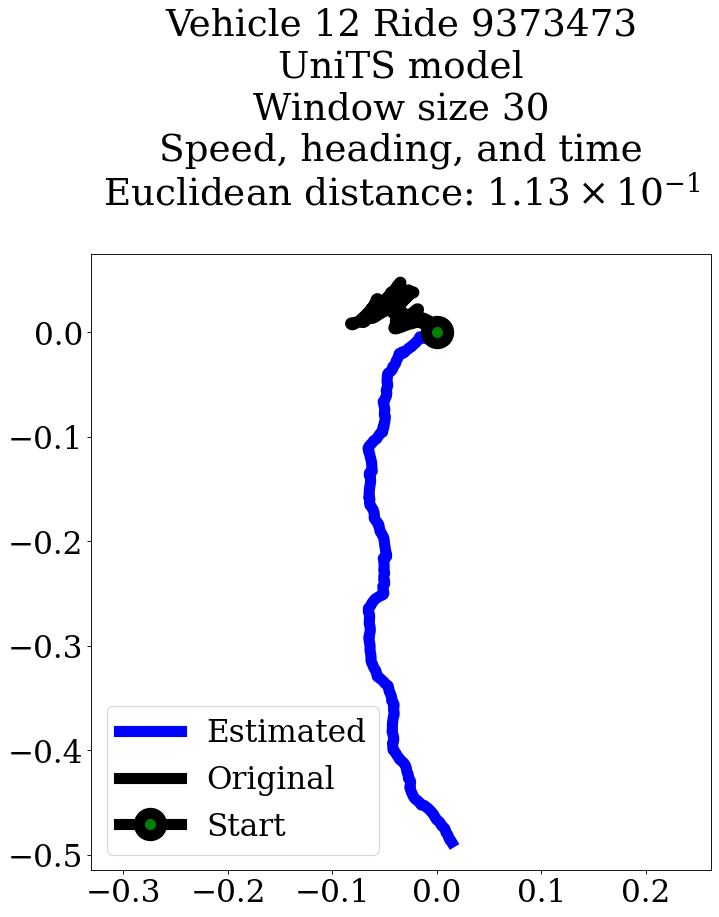 Vehicle 12 Ride 9373473
UniTS model
Window size 30
Speed, heading, and time
Euclidean distance: 1.13 × 10⁻¹
0.0
−0.1
−0.2
−0.3
−0.4
−0.5
Estimated
Original
Start
−0.3 −0.2 −0.1 0.0 0.1 0.2